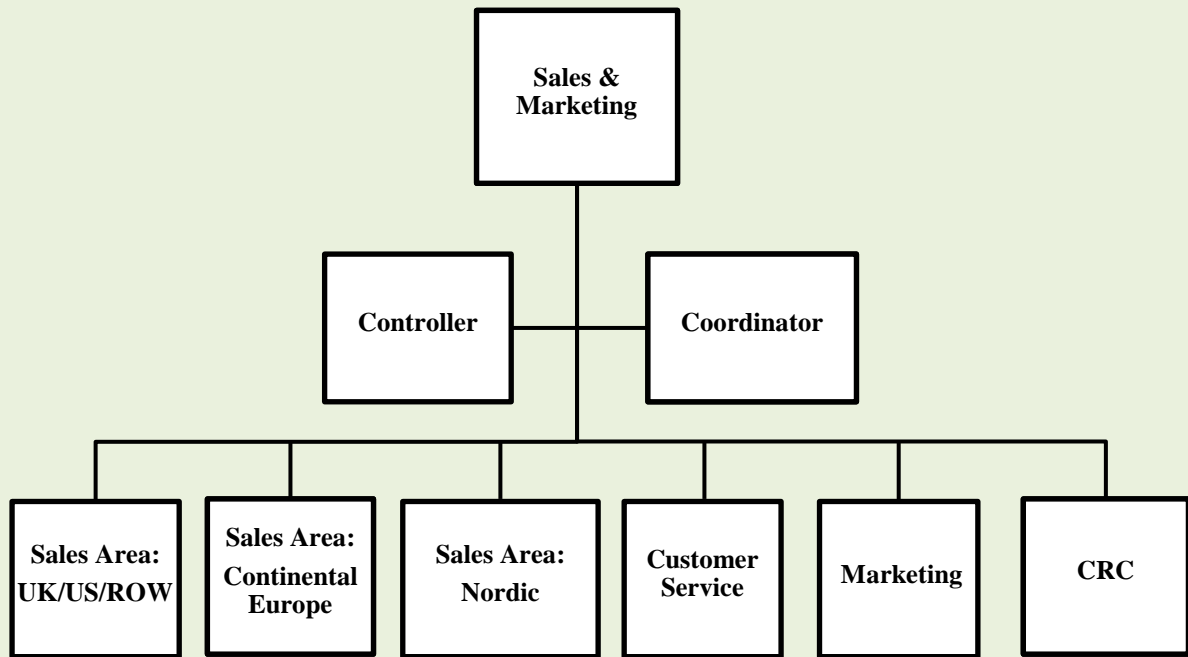 Sales &
Marketing
Controller
Coordinator
Sales Area:
UK/US/ROW
Sales Area:
Continental
Europe
Sales Area:
Nordic
Customer
Service
Marketing
CRC